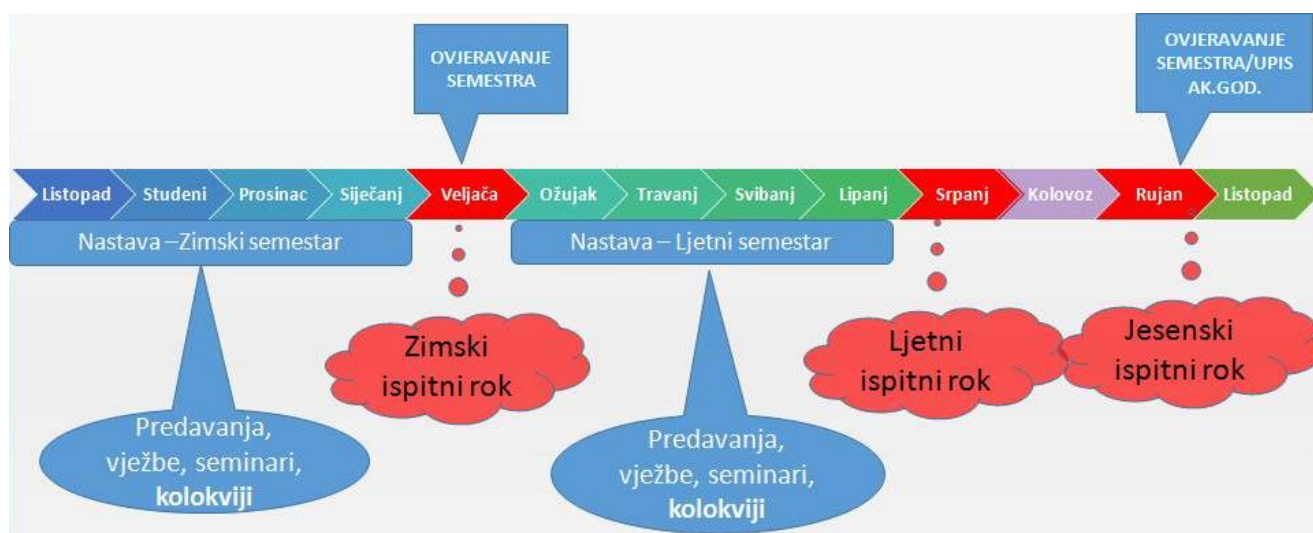 OVJERAVANJE
SEMESTRA
OVJERAVANJE
SEMESTRA/UPIS
AK.GOD.
Listopad
Studeni
Prosinac
Siječanj
Veljača
Ožujak
Travanj
Svibanj
Lipanj
Srpanj
Kolovoz
Rujan
Listopad
Nastava –Zimski semestar
Nastava – Ljetni semestar
Zimski
ispitni rok
Ljetni
ispitni rok
Jesenski
ispitni rok
Predavanja,
vježbe, seminari,
kolokviji
Predavanja,
vježbe, seminari,
kolokviji